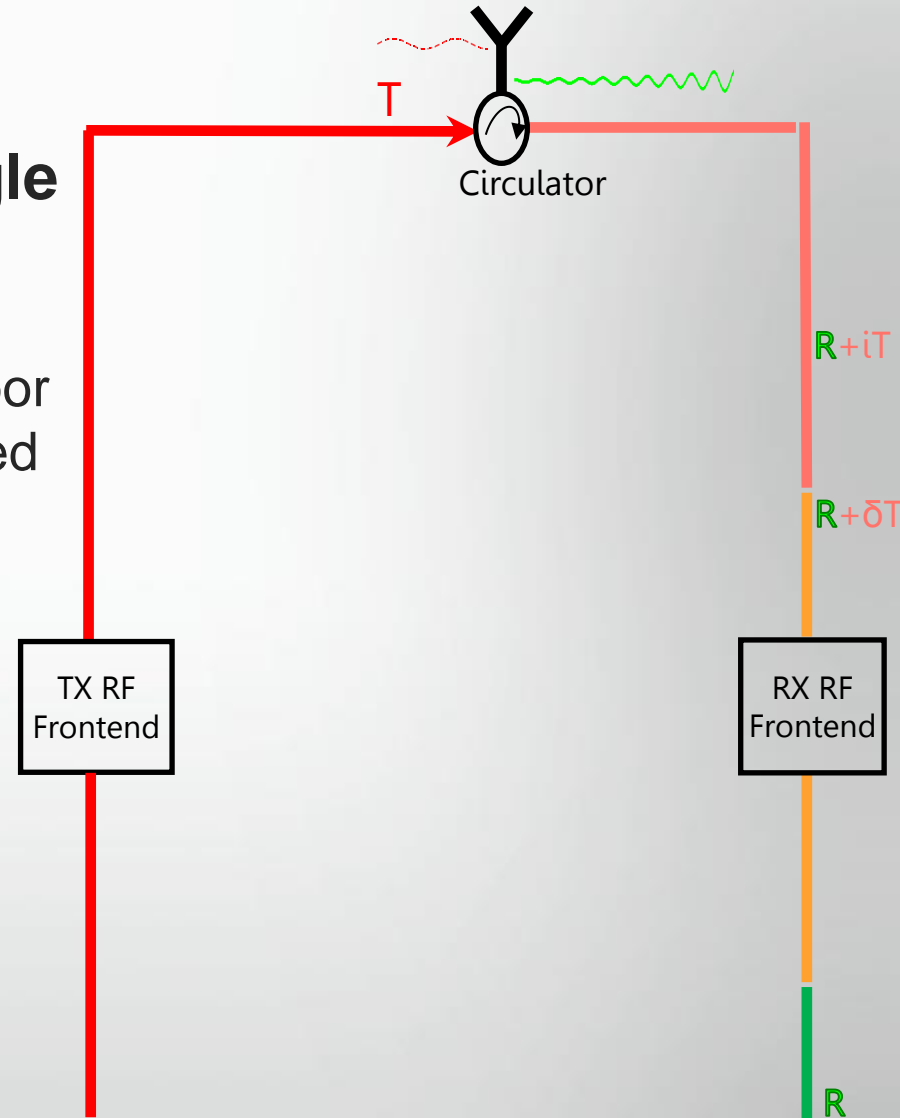 T
Circulator
R+iT
R+δT
TX RF
Frontend
RX RF
Frontend
R